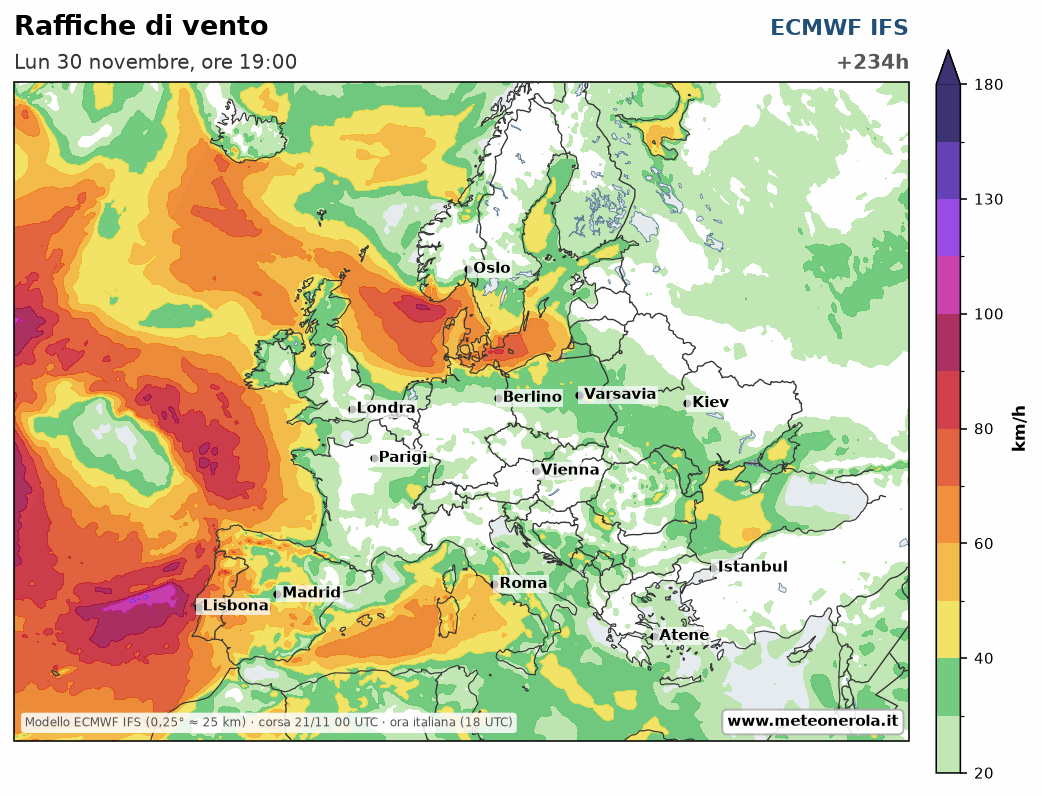 Raffiche di vento
ECMWF IFS
Lun 30 novembre, ore 19:00
+234h
180
130
100
80
60
40
20
km/h
Oslo
Londra
Berlino
Varsavia
Kiev
Parigi
Vienna
Istanbul
Roma
Madrid
Lisbona
Atene
Modello ECMWF IFS (0,25° ≈ 25 km) · corsa 21/11 00 UTC · ora italiana (18 UTC)
www.meteonerola.it